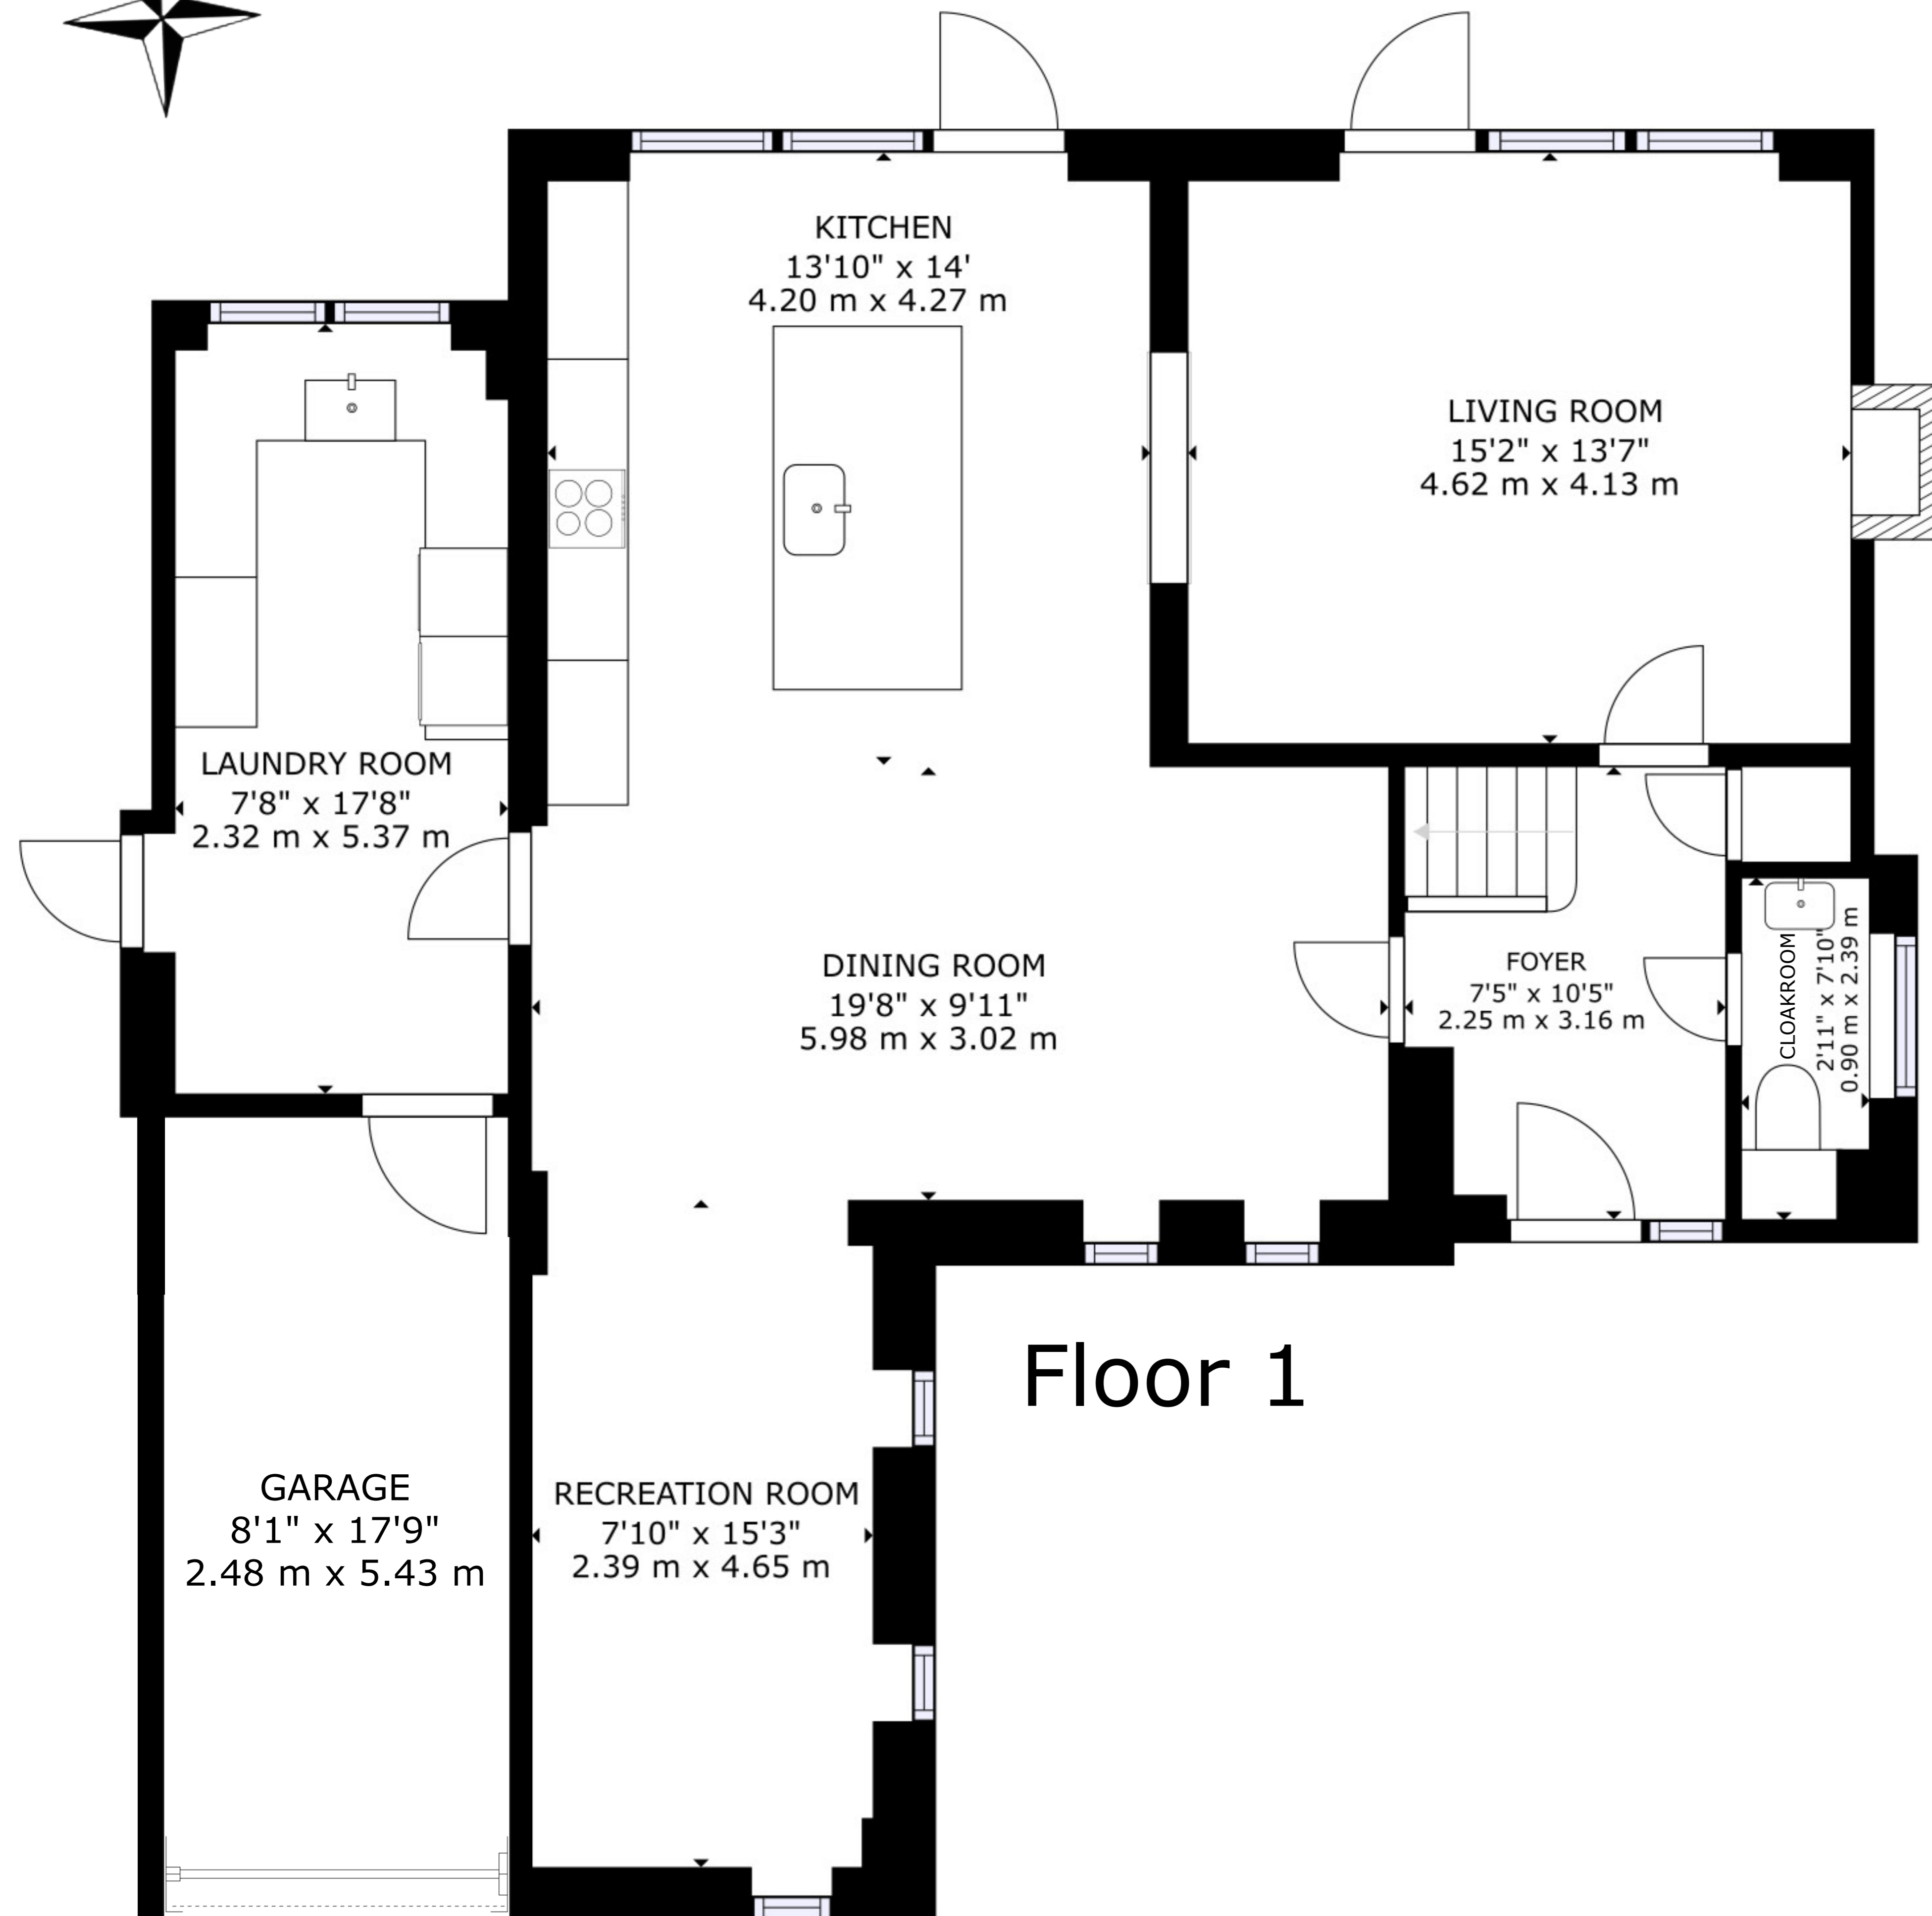 KITCHEN
13'10" x 14'
4.20 m x 4.27 m
LIVING ROOM
15'2" x 13'7"
4.62 m x 4.13 m
LAUNDRY ROOM
7'8" x 17'8"
2.32 m x 5.37 m
DINING ROOM
19'8" x 9'11"
5.98 m x 3.02 m
FOYER
7'5" x 10'5"
2.25 m x 3.16 m
CLOAKROOM
2'11" x 7'10"
0.90 m x 2.39 m
Floor 1
GARAGE
8'1" x 17'9"
2.48 m x 5.43 m
RECREATION ROOM
7'10" x 15'3"
2.39 m x 4.65 m